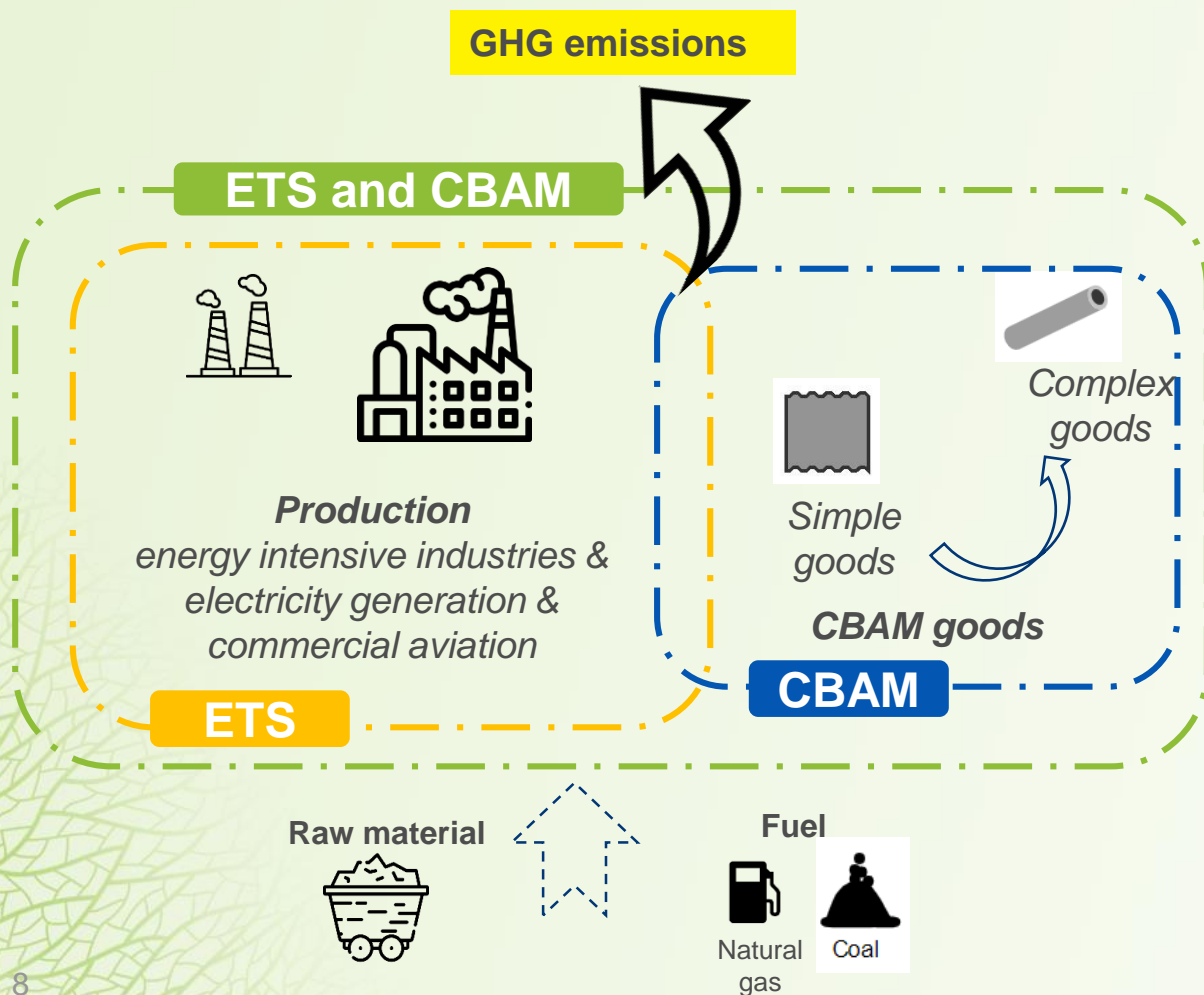 GHG emissions
ETS and CBAM
Complex
goods
Simple
goods
Production
energy intensive industries &
electricity generation &
commercial aviation
CBAM goods
CBAM
ETS
Raw material
Fuel
Natural
gas
Coal
8